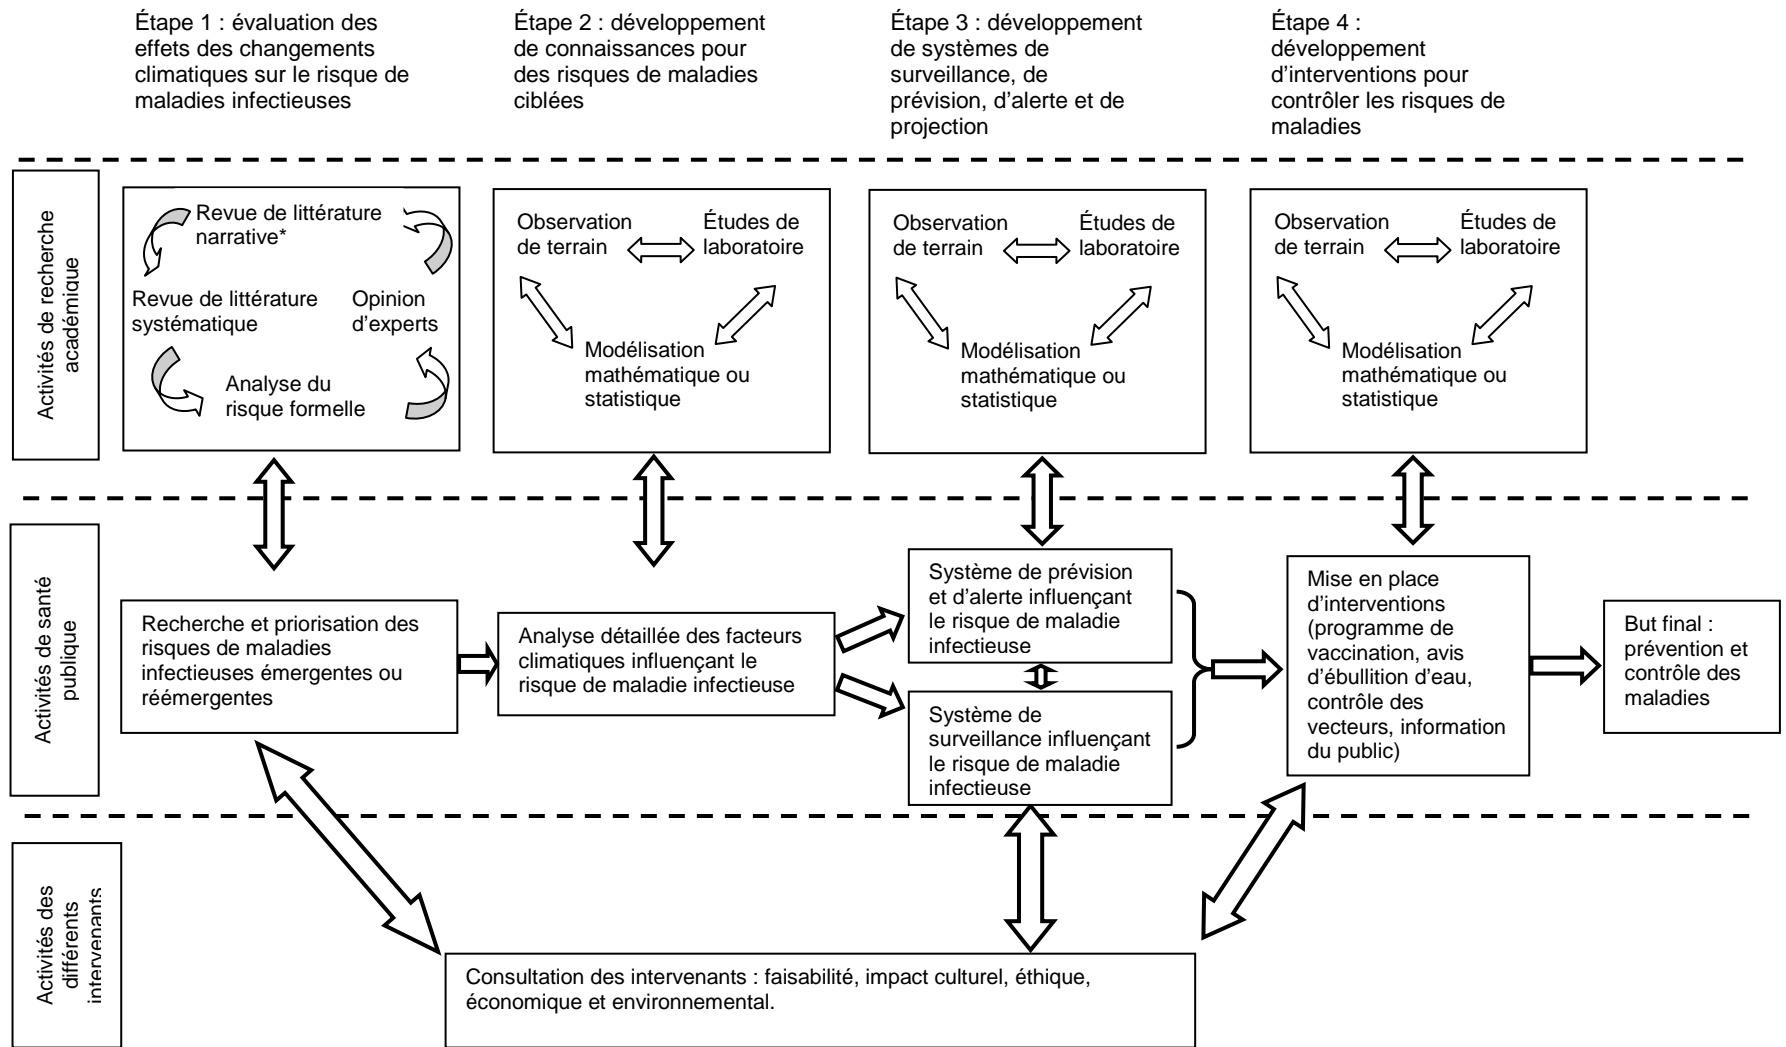 Étape 1 : évaluation des
effets des changements
climatiques sur le risque de
maladies infectieuses
Étape 2 : développement
de connaissances pour
des risques de maladies
ciblées
Étape 3 : développement
de systèmes de
surveillance, de
prévision, d'alerte et de
projection
Étape 4 :
développement
d'interventions pour
contrôler les risques de
maladies
Activités de recherche
académique
Revue de littérature
narrative*
Revue de littérature
systématique
Opinion
d'experts
Analyse du
risque formelle
Observation
de terrain
Études de
laboratoire
Modélisation
mathématique ou
statistique
Observation
de terrain
Études de
laboratoire
Modélisation
mathématique ou
statistique
Observation
de terrain
Études de
laboratoire
Modélisation
mathématique ou
statistique
Activités de santé
publique
Recherche et priorisation des
risques de maladies
infectieuses émergentes ou
réémergentes
Analyse détaillée des facteurs
climatiques influençant le
risque de maladie infectieuse
Système de prévision
et d'alerte influençant
le risque de maladie
infectieuse
Système de
surveillance influençant
le risque de maladie
infectieuse
Mise en place
d'interventions
(programme de
vaccination, avis
d'ébullition d'eau,
contrôle des
vecteurs, information
du public)
But final :
prévention et
contrôle des
maladies
Activités des
différents
intervenants
Consultation des intervenants : faisabilité, impact culturel, éthique,
économique et environnemental.